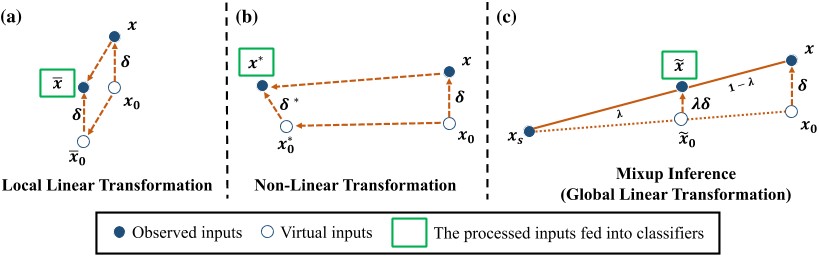 (a)
x
x̄
δ
δ
x₀
x̄₀
Local Linear Transformation
(b)
x*
x
δ*
δ
x₀*
x₀
Non-Linear Transformation
(c)
x
x̃
1 − λ
δ
λ
λδ
xₛ
x̃₀
x₀
Mixup Inference
(Global Linear Transformation)
Observed inputs
Virtual inputs
The processed inputs fed into classifiers